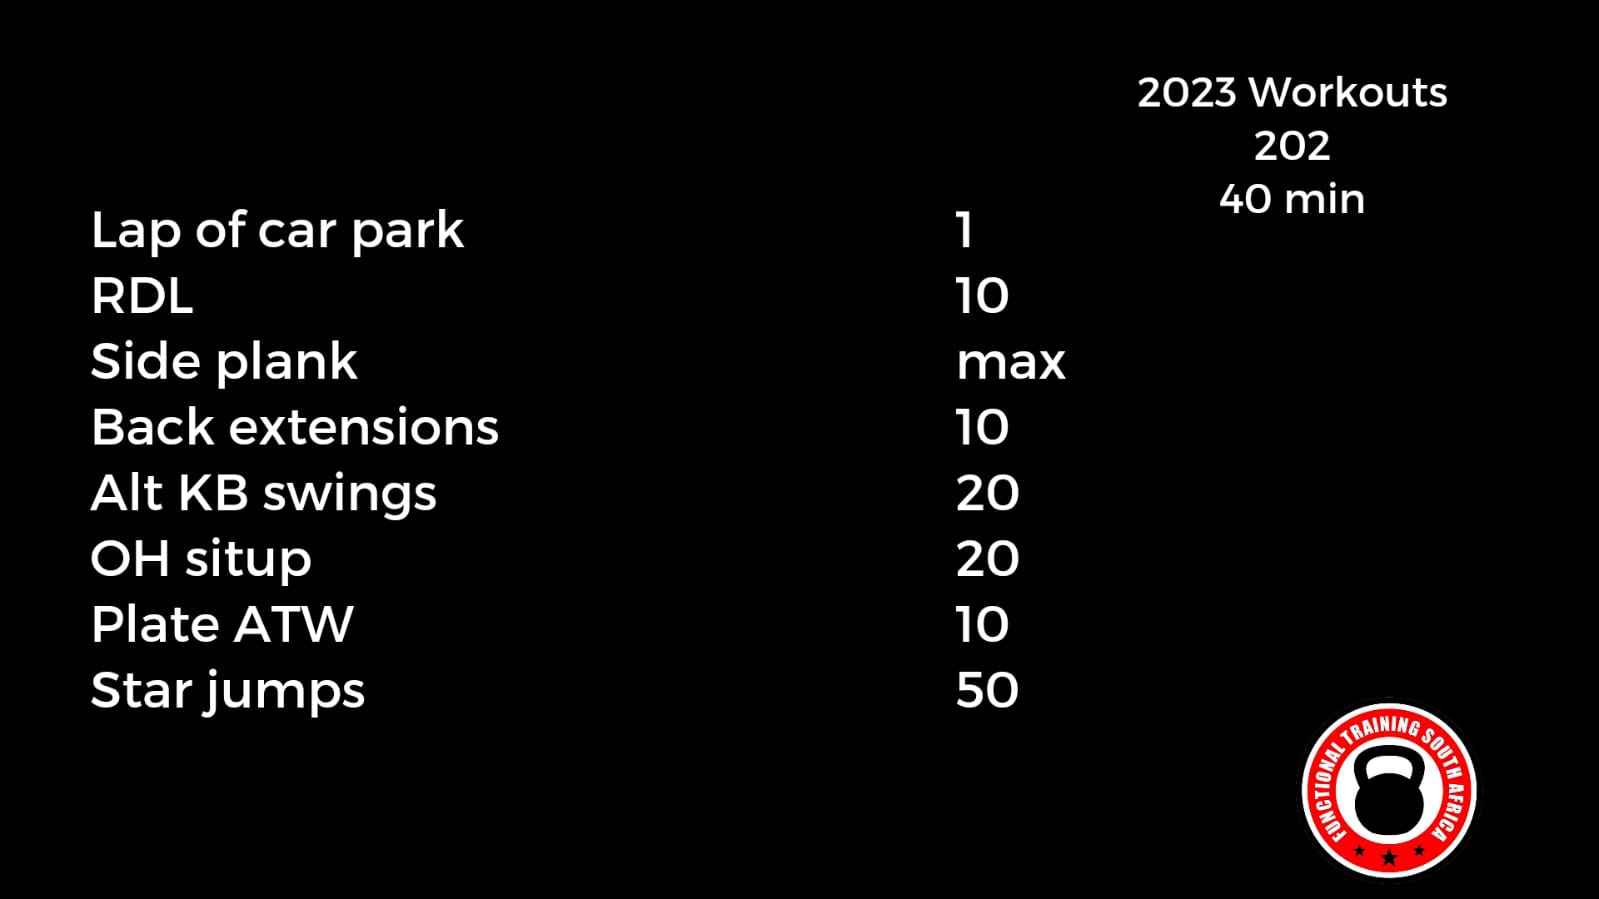 2023 Workouts
202
40 min
Lap of car park 1
RDL 10
Side plank max
Back extensions 10
Alt KB swings 20
OH situp 20
Plate ATW 10
Star jumps 50
FUNCTIONAL TRAINING SOUTH AFRICA